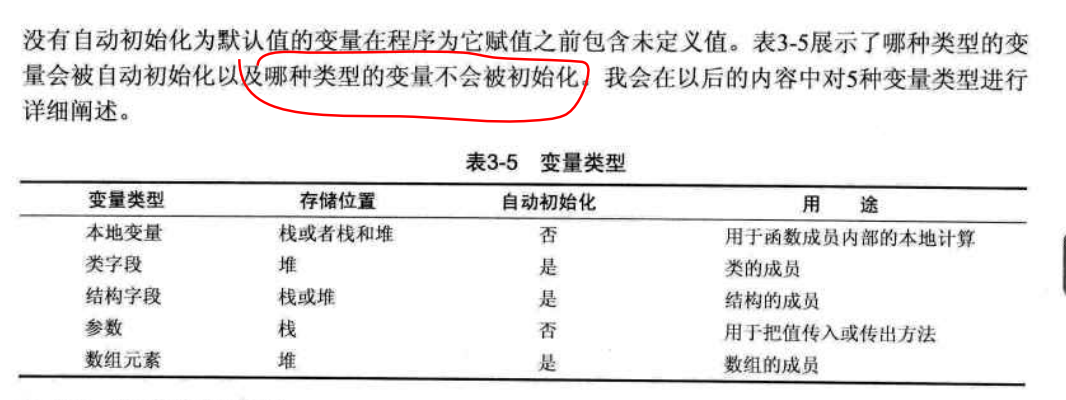 没有自动初始化为默认值的变量在程序为它赋值之前包含未定义值。表3-5展示了哪种类型的变
量会被自动初始化以及哪种类型的变量不会被初始化。我会在以后的内容中对5种变量类型进行
详细阐述。
表3-5 变量类型
变量类型 存储位置 自动初始化 用 途
本地变量 栈或者栈和堆 否 用于函数成员内部的本地计算
类字段 堆 是 类的成员
结构字段 栈或堆 是 结构的成员
参数 栈 否 用于把值传入或传出方法
数组元素 堆 是 数组的成员